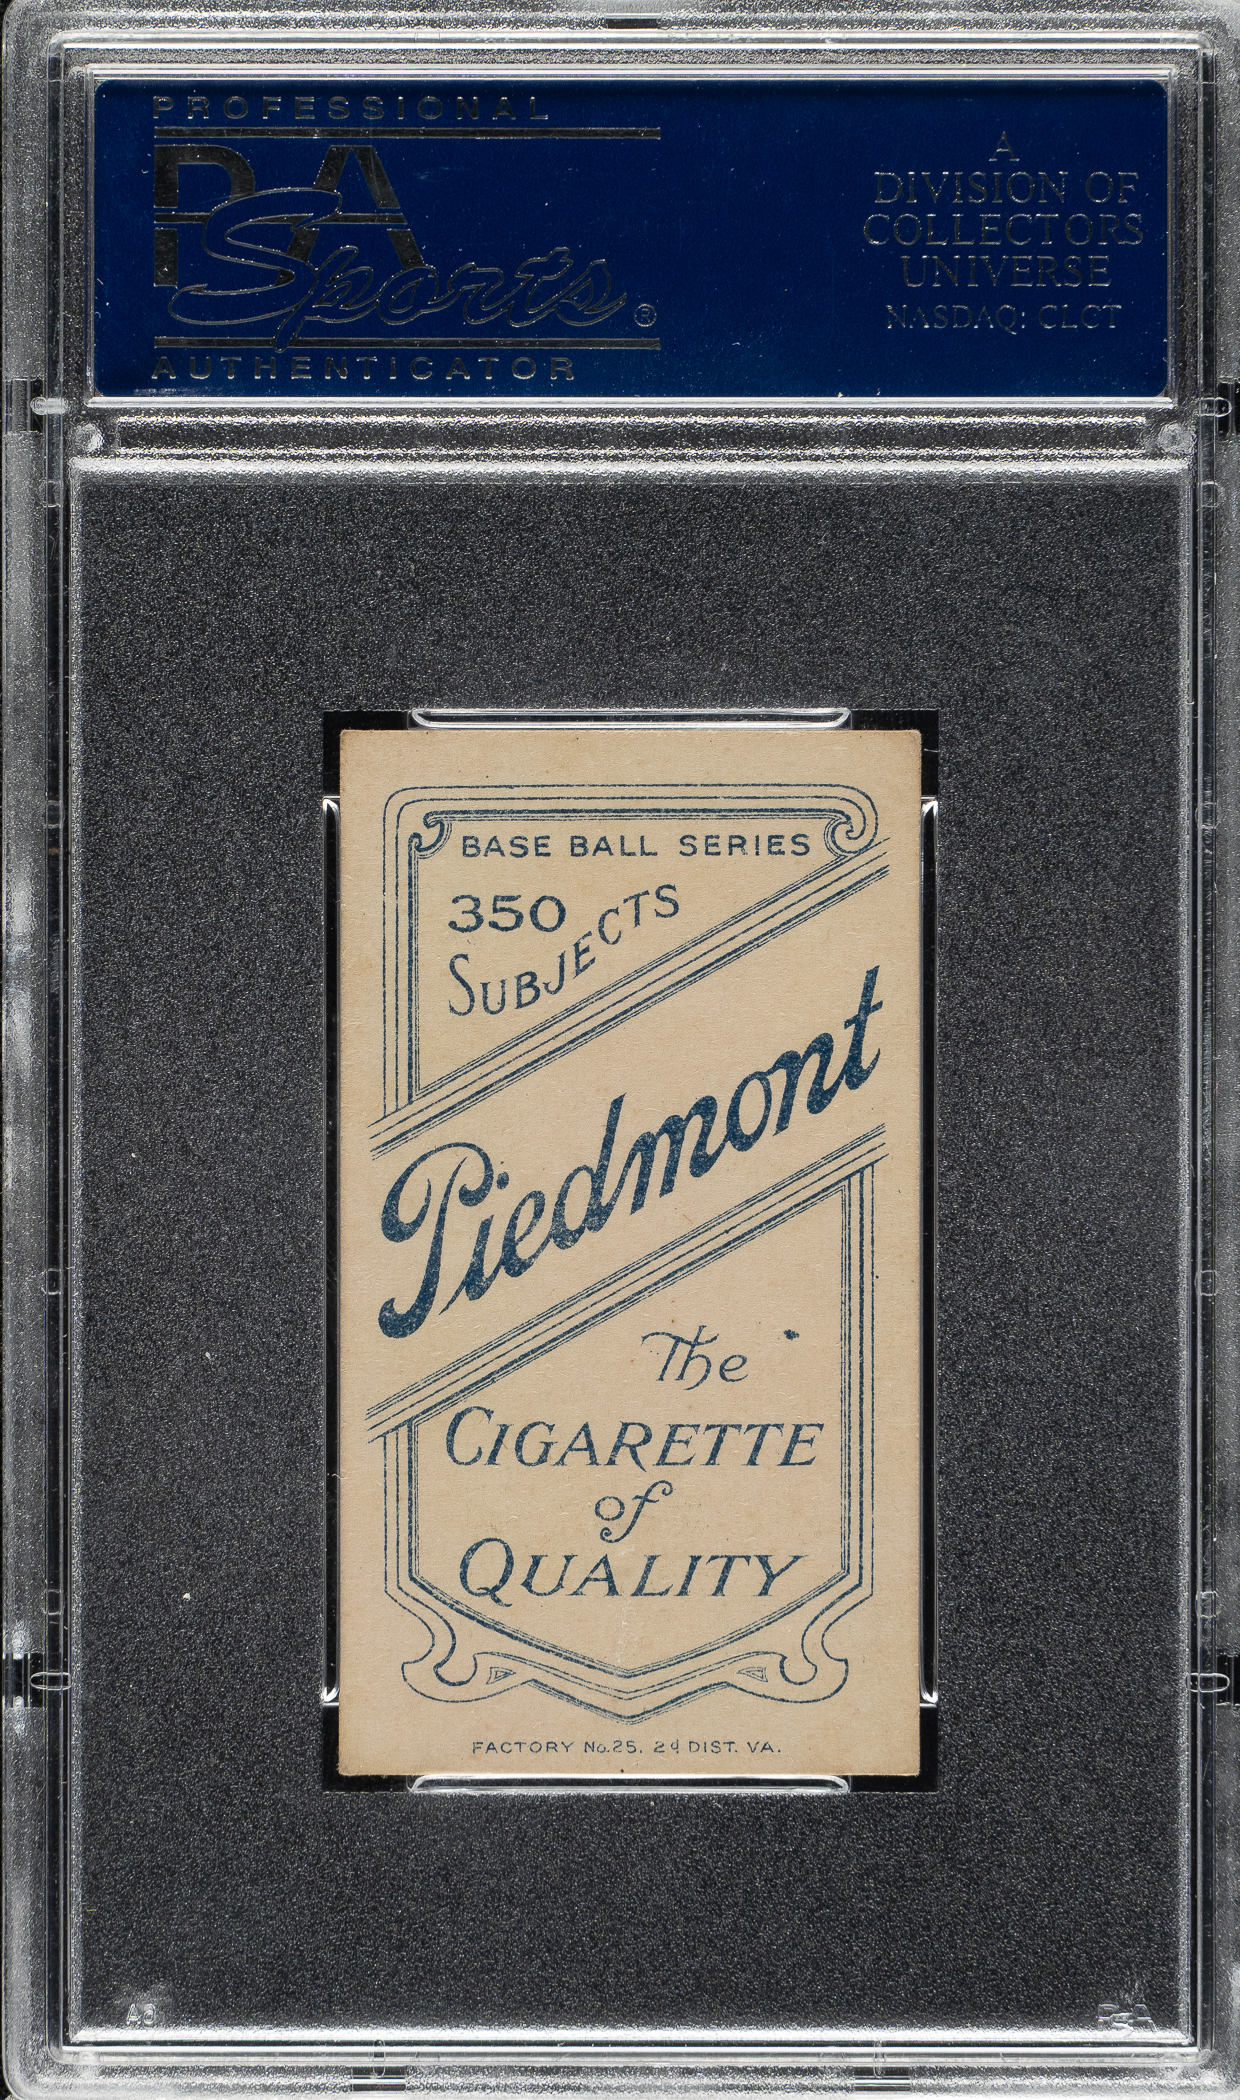 PROFESSIONAL
PSA
Sports®
AUTHENTICATOR
A
DIVISION OF
COLLECTORS
UNIVERSE
NASDAQ: CLCT
BASE BALL SERIES
350
SUBJECTS
Piedmont
The
CIGARETTE
of
QUALITY
FACTORY No. 25, 2d DIST. VA.
PSA